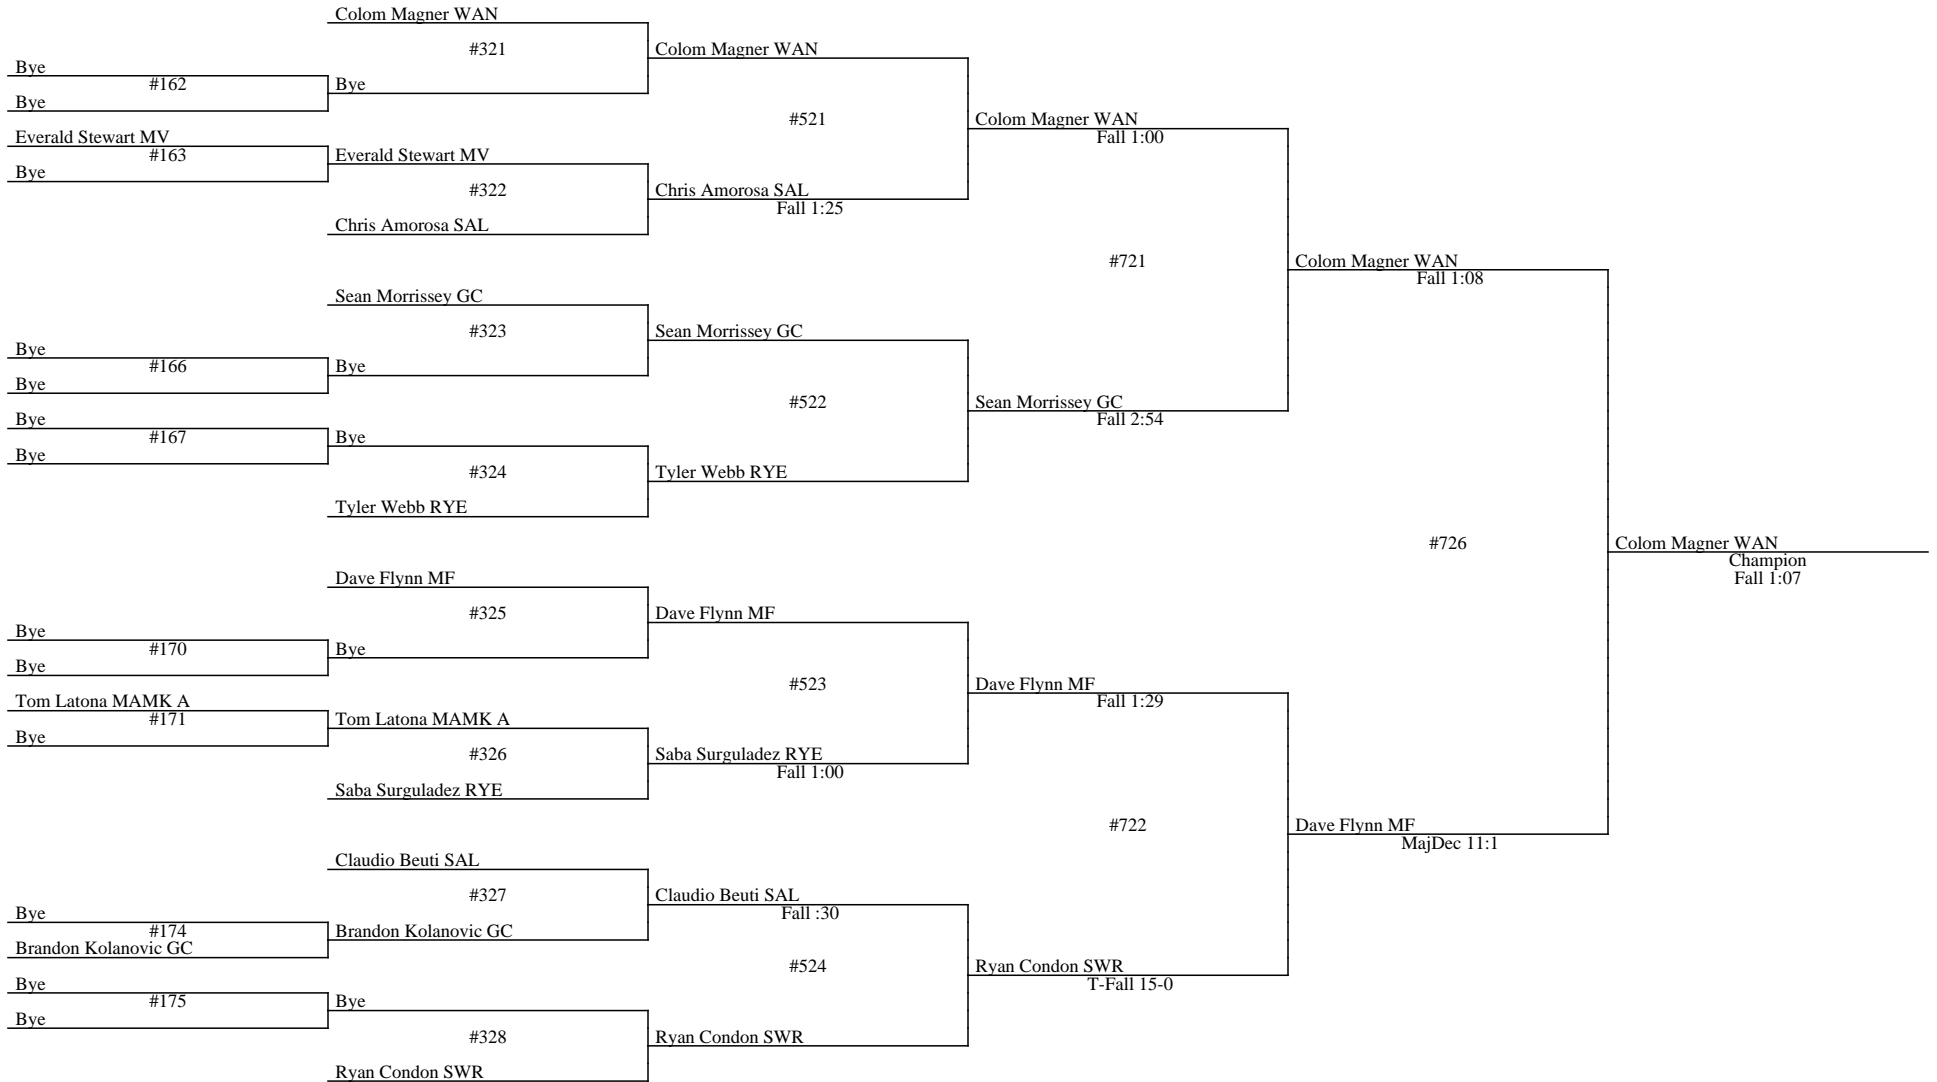 Colom Magner WAN
#321
Colom Magner WAN
Bye
#162
Bye
Bye
Everald Stewart MV
#521
Colom Magner WAN
Fall 1:00
#163
Everald Stewart MV
Bye
#322
Chris Amorosa SAL
Fall 1:25
Chris Amorosa SAL
#721
Colom Magner WAN
Fall 1:08
Sean Morrissey GC
#323
Sean Morrissey GC
Bye
#166
Bye
Bye
#522
Sean Morrissey GC
Fall 2:54
Bye
#167
Bye
Bye
#324
Tyler Webb RYE
Tyler Webb RYE
#726
Colom Magner WAN
Champion
Fall 1:07
Dave Flynn MF
#325
Dave Flynn MF
Bye
#170
Bye
Bye
#523
Dave Flynn MF
Fall 1:29
Tom Latona MAMK A
#171
Tom Latona MAMK A
Bye
#326
Saba Surguladez RYE
Fall 1:00
Saba Surguladez RYE
#722
Dave Flynn MF
MajDec 11:1
Claudio Beuti SAL
#327
Claudio Beuti SAL
Fall :30
Bye
#174
Brandon Kolanovic GC
Brandon Kolanovic GC
#524
Ryan Condon SWR
T-Fall 15-0
Bye
#175
Bye
Bye
#328
Ryan Condon SWR
Ryan Condon SWR